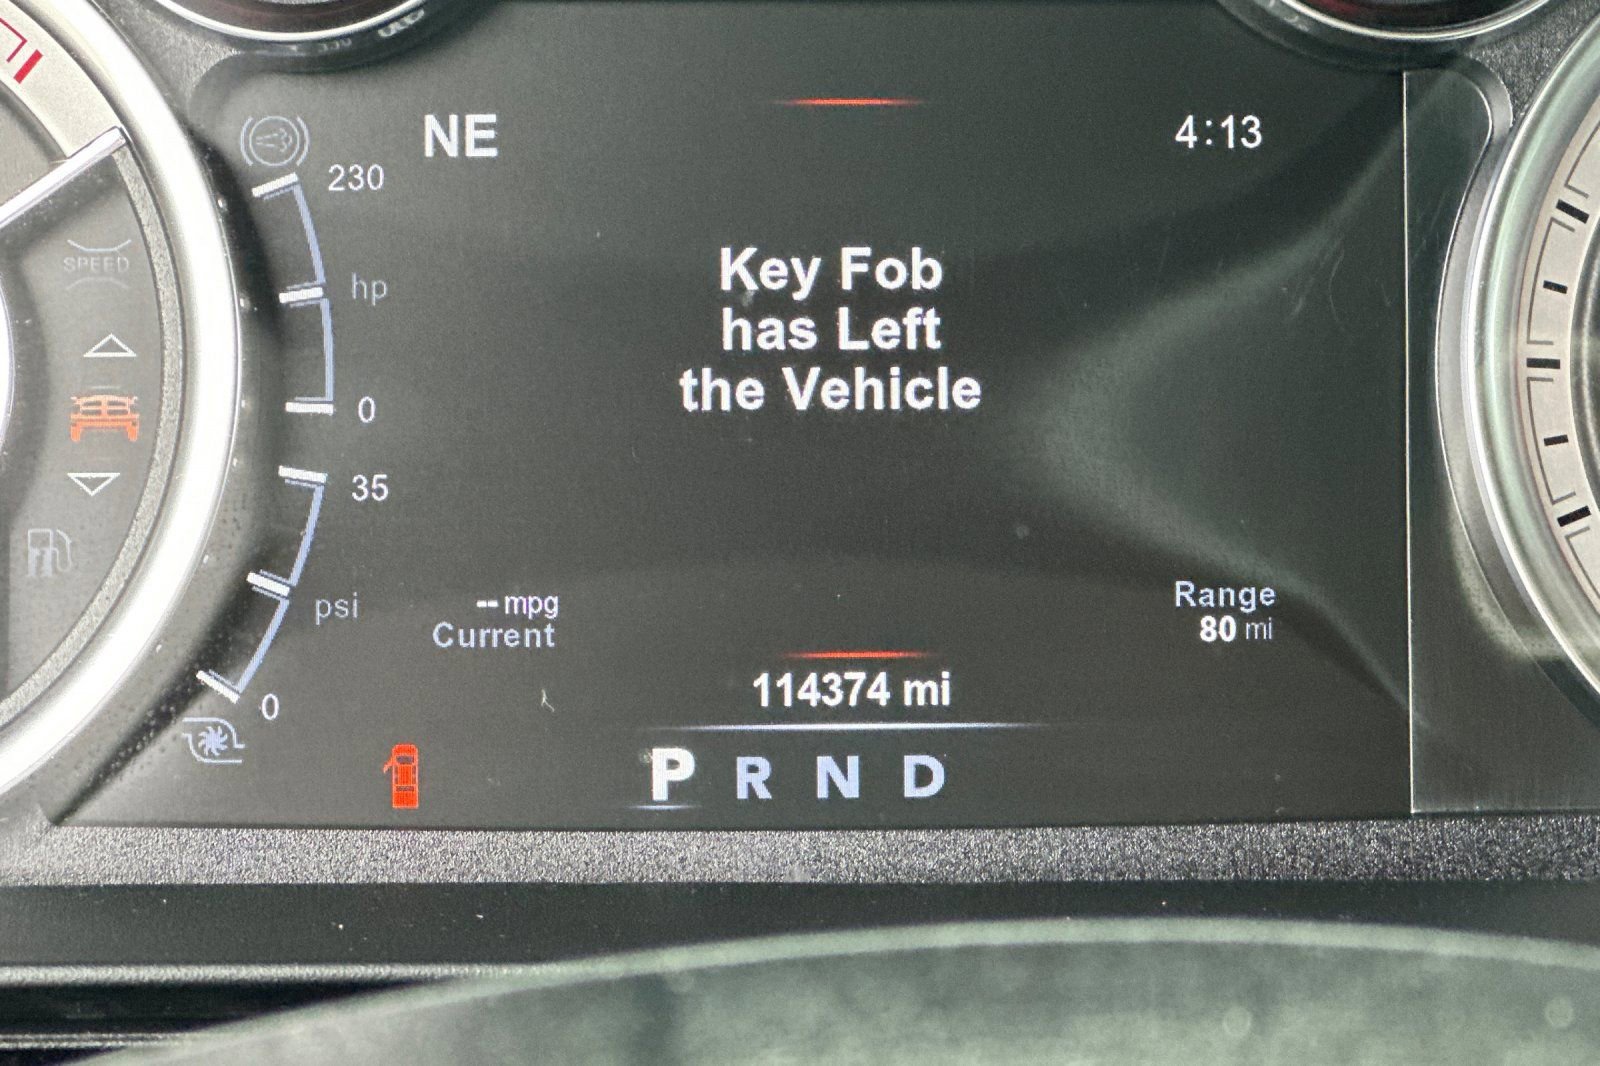 NE
4:13
230
SPEED
hp
0
Key Fob
has Left
the Vehicle
35
psi
0
-- mpg
Current
Range
80 mi
114374 mi
P R N D